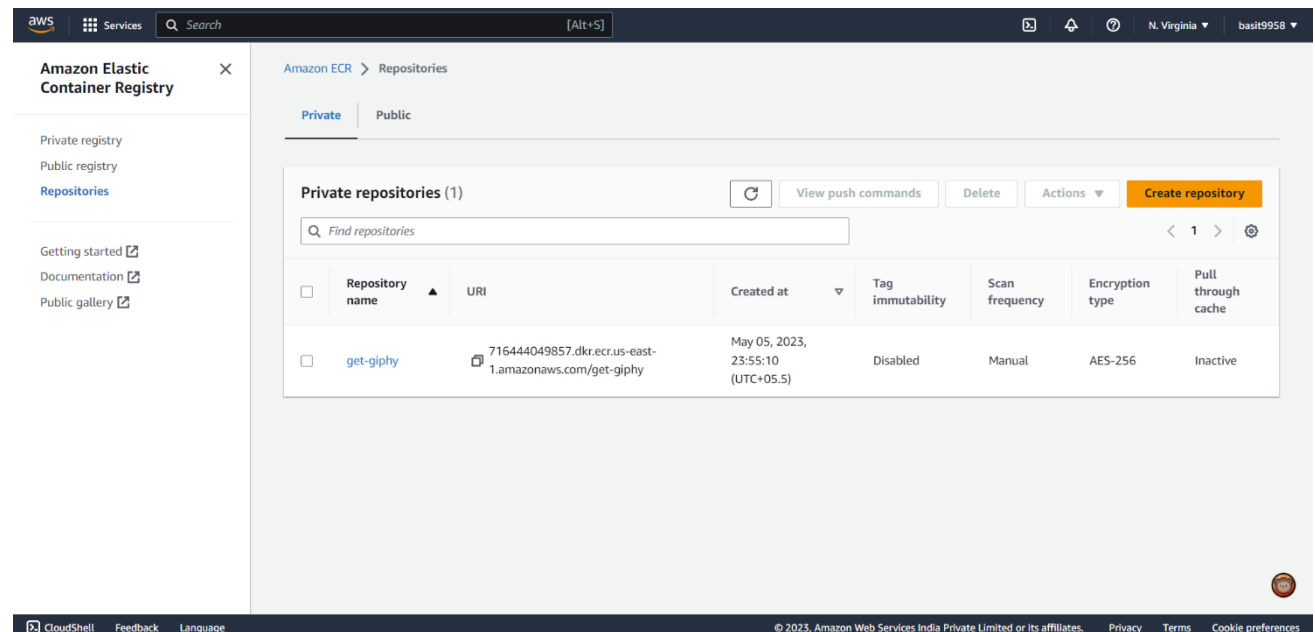 aws Services Search [Alt+S] N. Virginia basit9958
Amazon Elastic
Container Registry
Private registry
Public registry
Repositories
Getting started
Documentation
Public gallery
Amazon ECR > Repositories
Private Public
Private repositories (1) View push commands Delete Actions Create repository
Find repositories < 1 >
Repository name URI Created at Tag immutability Scan frequency Encryption type Pull through cache
get-giphy
716444049857.dkr.ecr.us-east-
1.amazonaws.com/get-giphy
May 05, 2023,
23:55:10
(UTC+05.5)
Disabled Manual AES-256 Inactive
CloudShell Feedback Language © 2023, Amazon Web Services India Private Limited or its affiliates. Privacy Terms Cookie preferences